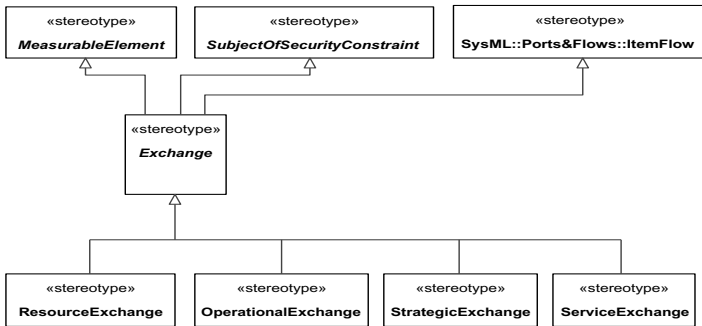 «stereotype»
MeasurableElement
«stereotype»
SubjectOfSecurityConstraint
«stereotype»
SysML::Ports&Flows::ItemFlow
«stereotype»
Exchange
«stereotype»
ResourceExchange
«stereotype»
OperationalExchange
«stereotype»
StrategicExchange
«stereotype»
ServiceExchange